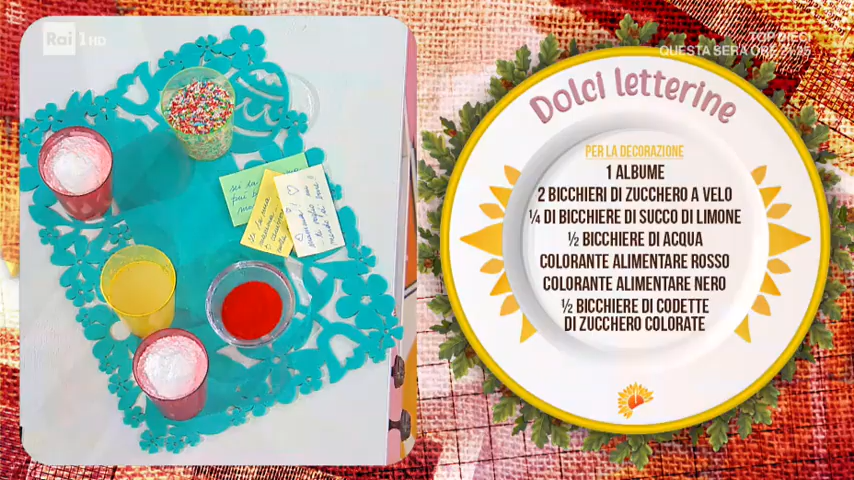 Rai 1 HD
TOP DIECI
QUESTA SERA ORE 21.25
Dolci letterine
PER LA DECORAZIONE
1 ALBUME
2 BICCHIERI DI ZUCCHERO A VELO
¼ DI BICCHIERE DI SUCCO DI LIMONE
½ BICCHIERE DI ACQUA
COLORANTE ALIMENTARE ROSSO
COLORANTE ALIMENTARE NERO
½ BICCHIERE DI CODETTE
DI ZUCCHERO COLORATE